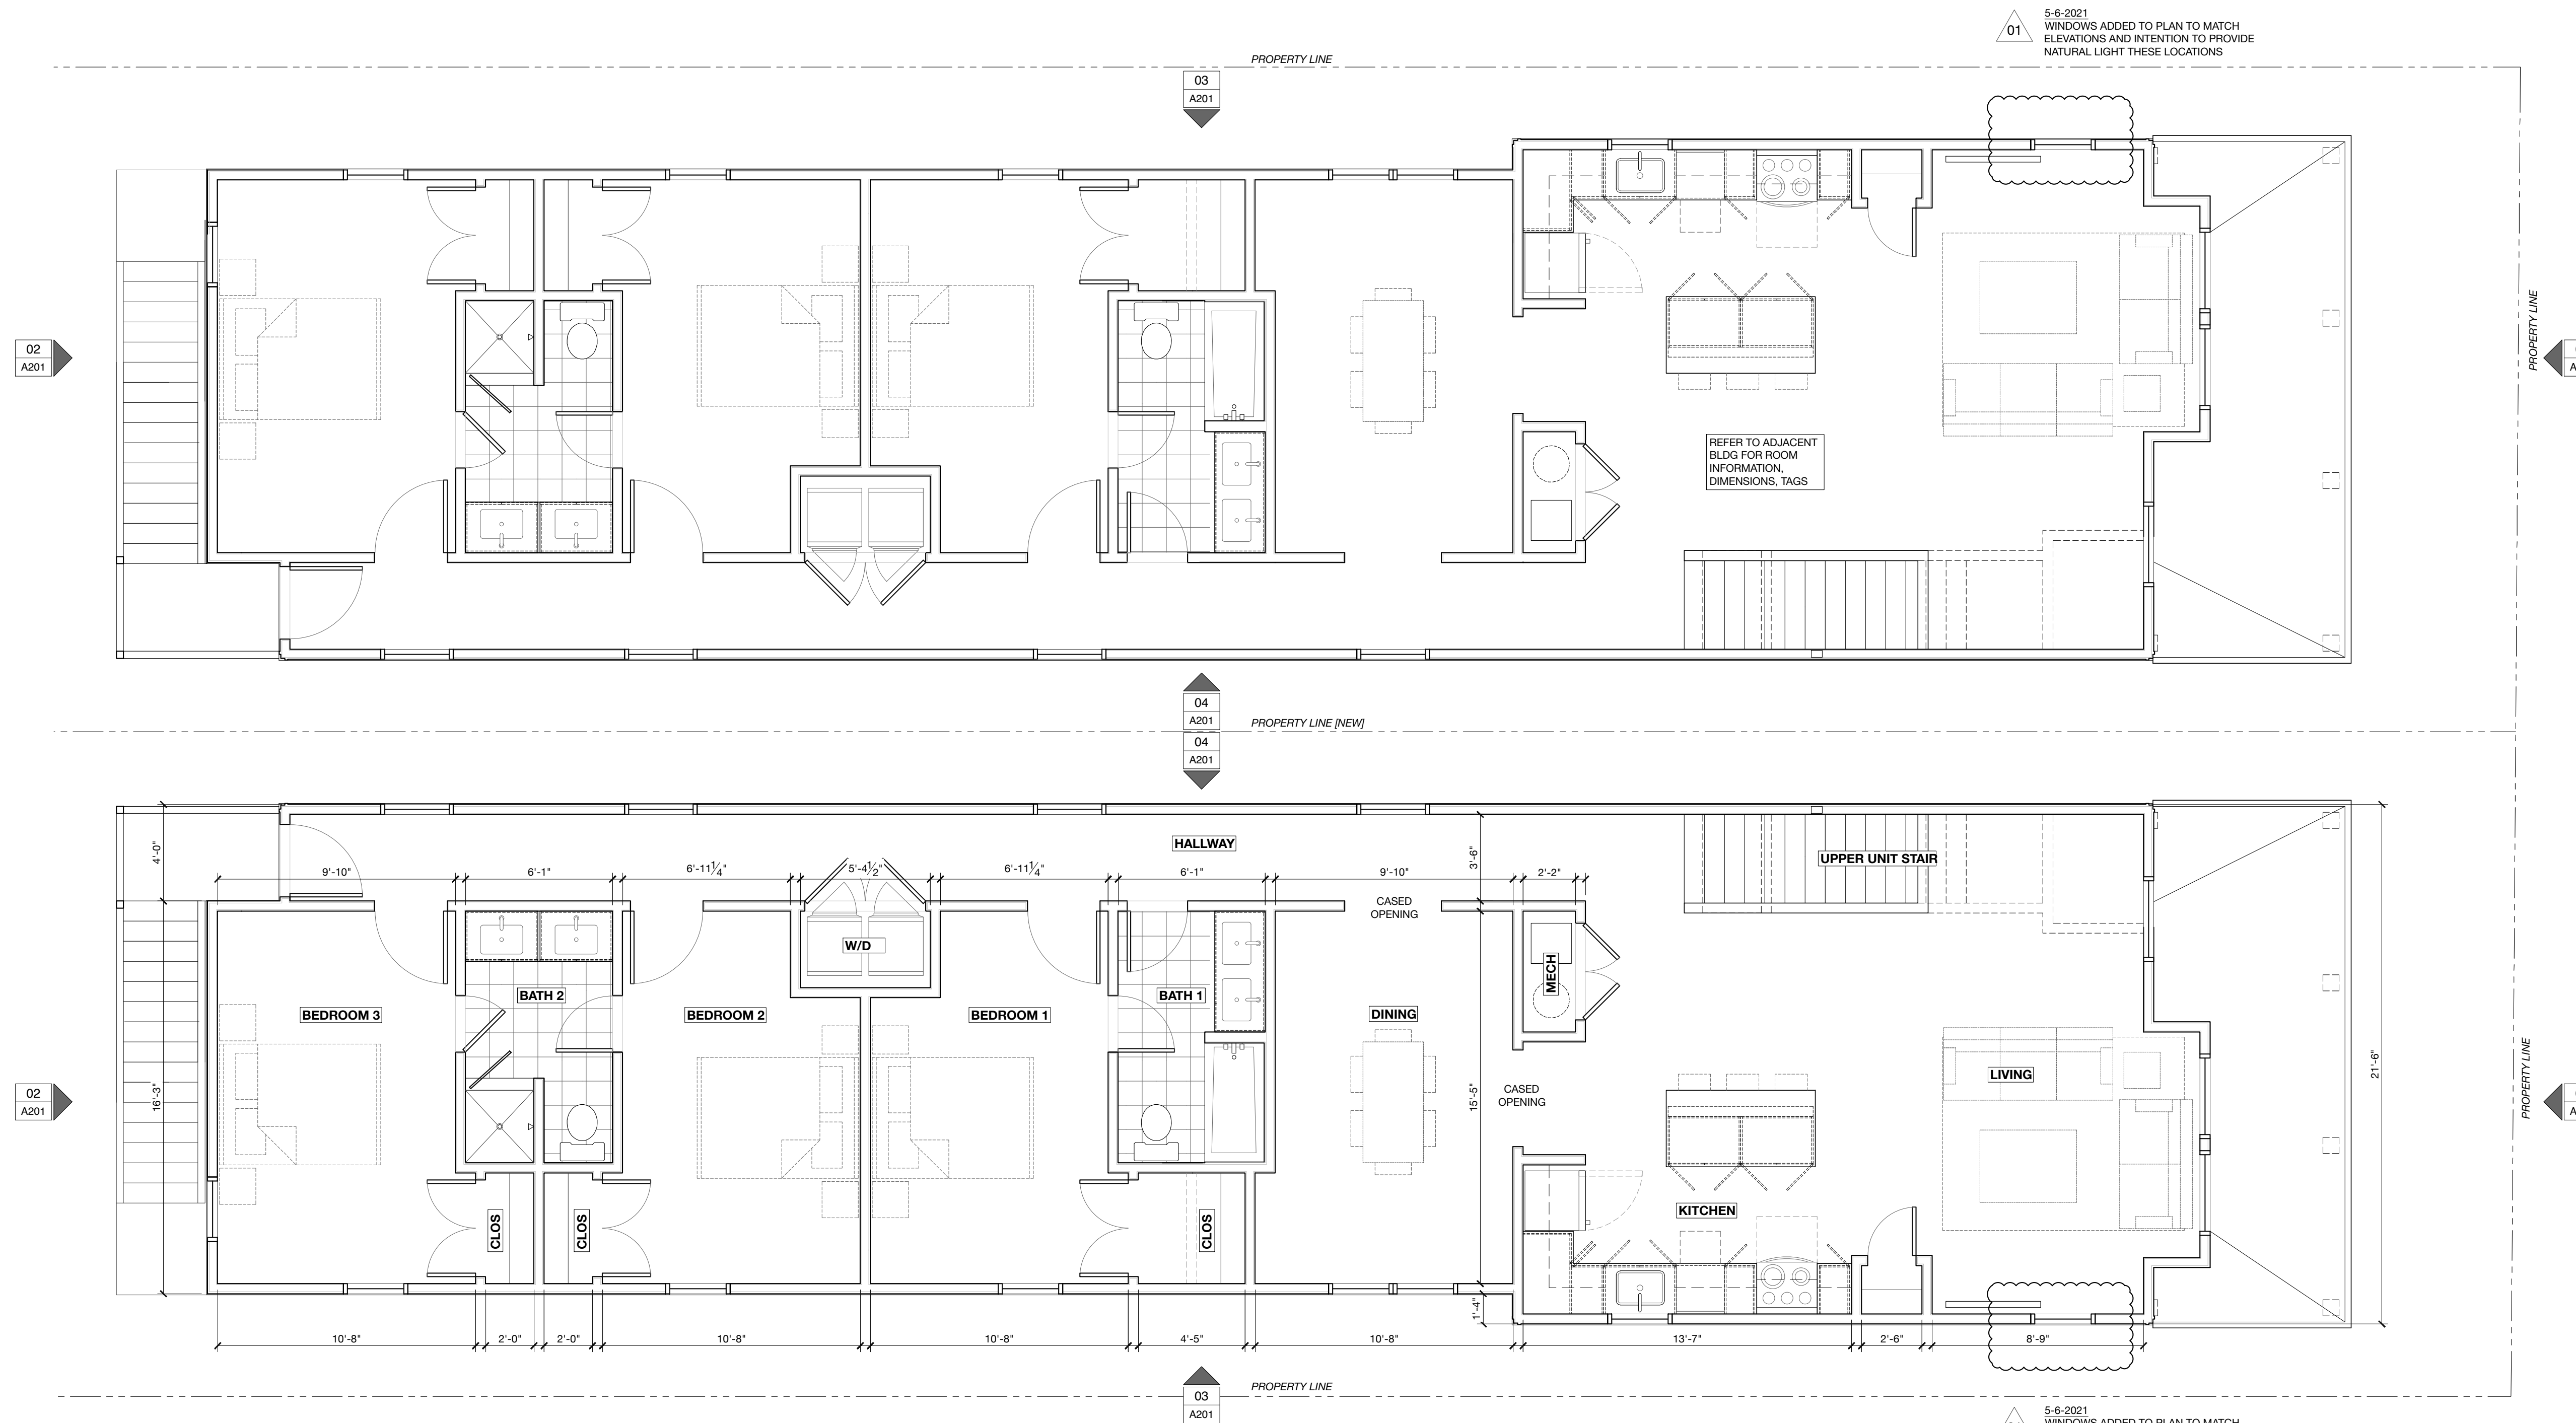 01
5-6-2021
WINDOWS ADDED TO PLAN TO MATCH
ELEVATIONS AND INTENTION TO PROVIDE
NATURAL LIGHT THESE LOCATIONS
PROPERTY LINE
03
A201
02
A201
PROPERTY LINE
REFER TO ADJACENT
BLDG FOR ROOM
INFORMATION,
DIMENSIONS, TAGS
04
A201
PROPERTY LINE [NEW]
04
A201
4'-0"
HALLWAY
3'-6"
UPPER UNIT STAIR
9'-10"
6'-1"
6'-11 1/4"
5'-4 1/2"
6'-11 1/4"
6'-1"
9'-10"
2'-2"
CASED
OPENING
W/D
MECH
BATH 2
BATH 1
BEDROOM 3
BEDROOM 2
BEDROOM 1
DINING
LIVING
21'-6"
PROPERTY LINE
02
A201
16'-3"
15'-5"
CASED
OPENING
KITCHEN
CLOS
CLOS
CLOS
1'-4"
10'-8"
2'-0"
2'-0"
10'-8"
10'-8"
4'-5"
10'-8"
13'-7"
2'-6"
8'-9"
PROPERTY LINE
03
A201
5-6-2021
WINDOWS ADDED TO PLAN TO MATCH